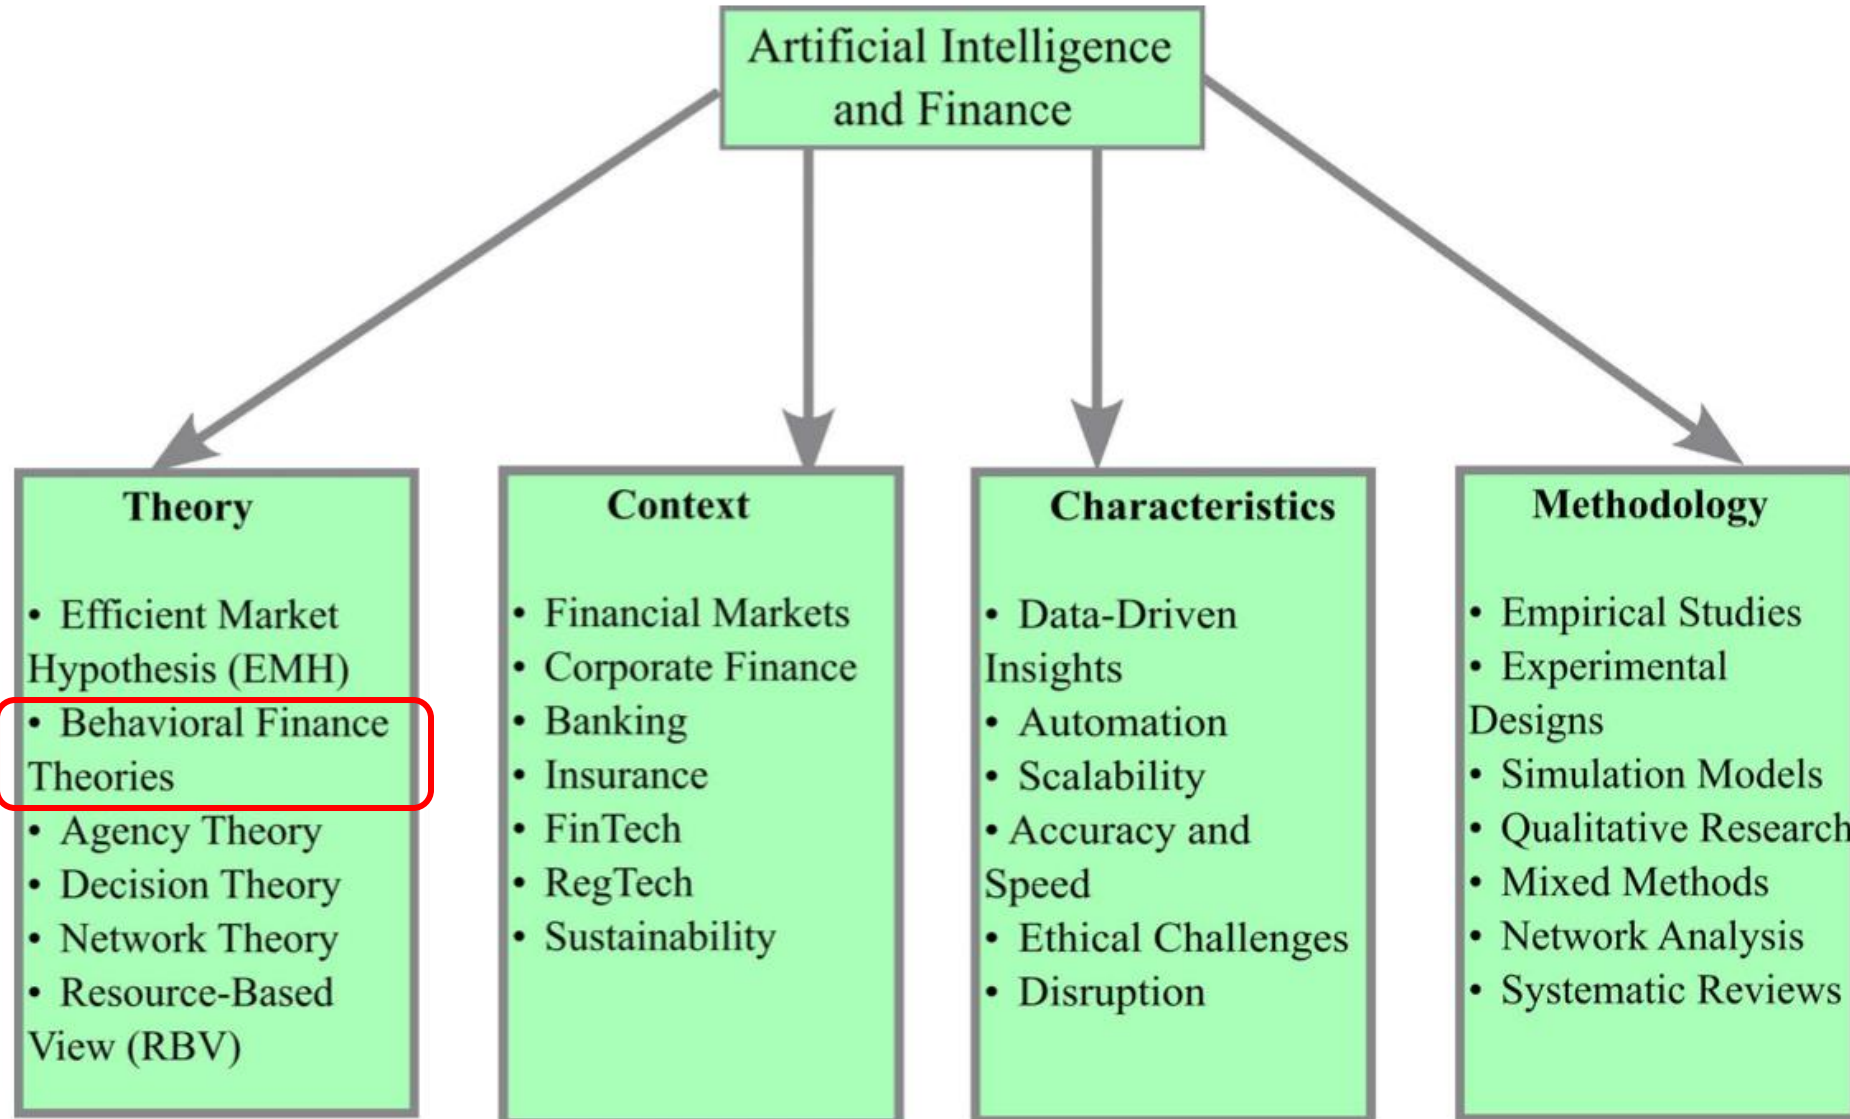 Artificial Intelligence
and Finance
Theory
• Efficient Market
Hypothesis (EMH)
• Behavioral Finance
Theories
• Agency Theory
• Decision Theory
• Network Theory
• Resource-Based
View (RBV)
Context
• Financial Markets
• Corporate Finance
• Banking
• Insurance
• FinTech
• RegTech
• Sustainability
Characteristics
• Data-Driven
Insights
• Automation
• Scalability
• Accuracy and
Speed
• Ethical Challenges
• Disruption
Methodology
• Empirical Studies
• Experimental
Designs
• Simulation Models
• Qualitative Research
• Mixed Methods
• Network Analysis
• Systematic Reviews